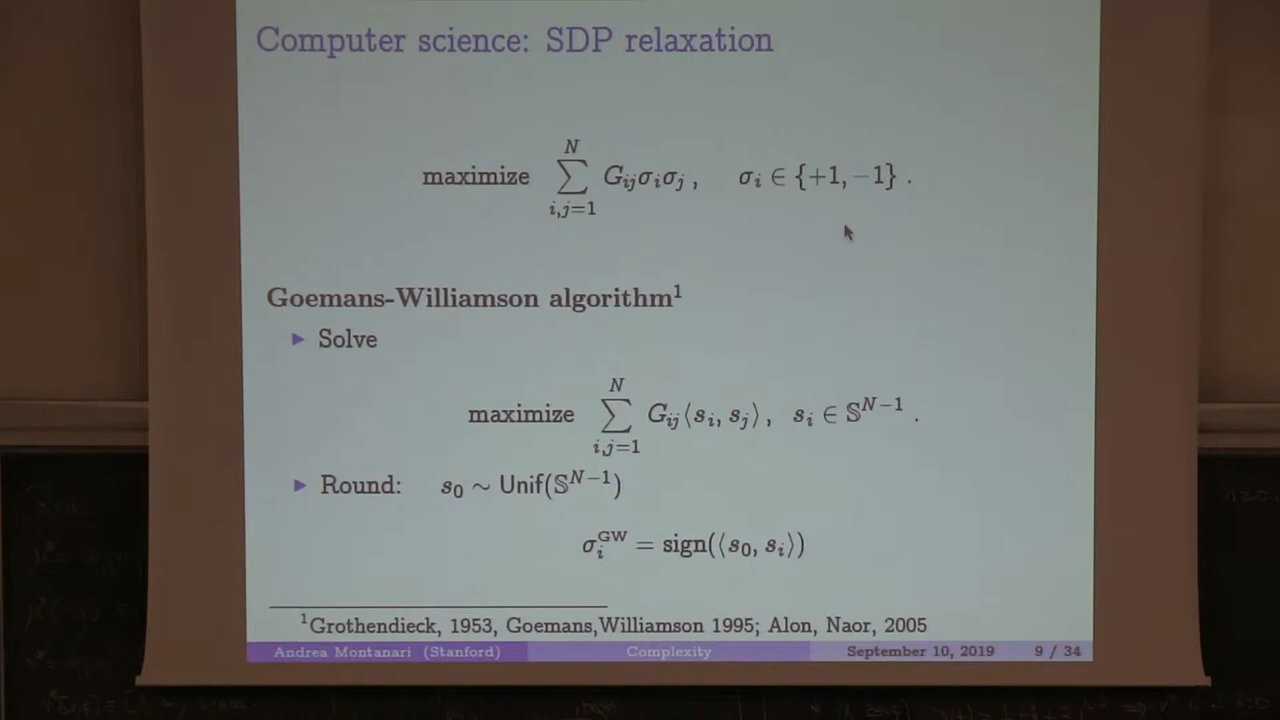 Computer science: SDP relaxation
N
maximize ∑ G_{ij}σ_iσ_j , σ_i ∈ {+1, −1} .
i,j=1
Goemans-Williamson algorithm¹
▶ Solve
N
maximize ∑ G_{ij}⟨s_i, s_j⟩ , s_i ∈ 𝕊^{N−1} .
i,j=1
▶ Round: s_0 ∼ Unif(𝕊^{N−1})
σ_i^{GW} = sign(⟨s_0, s_i⟩)
¹Grothendieck, 1953, Goemans,Williamson 1995; Alon, Naor, 2005
Andrea Montanari (Stanford) Complexity September 10, 2019 9 / 34